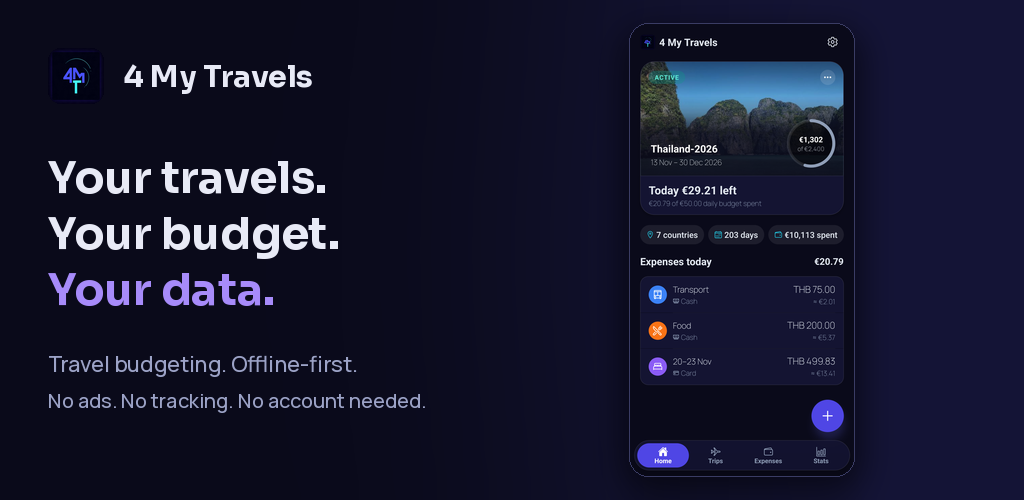 4MT
4 My Travels
Your travels.
Your budget.
Your data.
Travel budgeting. Offline-first.
No ads. No tracking. No account needed.
4MT
4 My Travels
ACTIVE
€1,302
of €2,400
Thailand-2026
13 Nov – 30 Dec 2026
Today €29.21 left
€20.79 of €50.00 daily budget spent
7 countries
203 days
€10,113 spent
Expenses today €20.79
Transport THB 75.00
Cash ≈ €2.01
Food THB 200.00
Cash ≈ €5.37
20–23 Nov THB 499.83
Card ≈ €13.41
+
Home Trips Expenses Stats